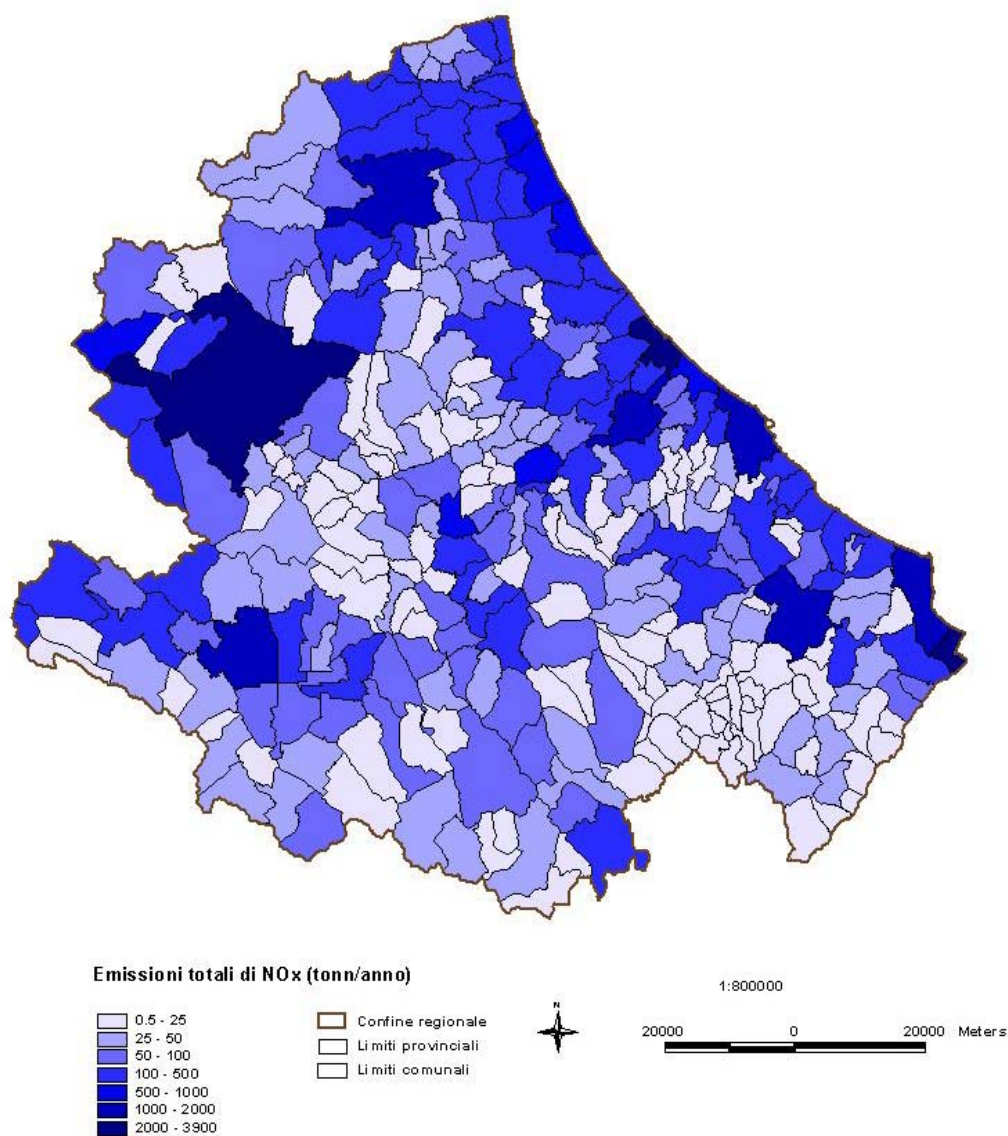 Emissioni totali di NOx (tonn/anno)
0.5 - 25
25 - 50
50 - 100
100 - 500
500 - 1000
1000 - 2000
2000 - 3900
Confine regionale
Limiti provinciali
Limiti comunali
N
1:800000
20000 0 20000 Meters